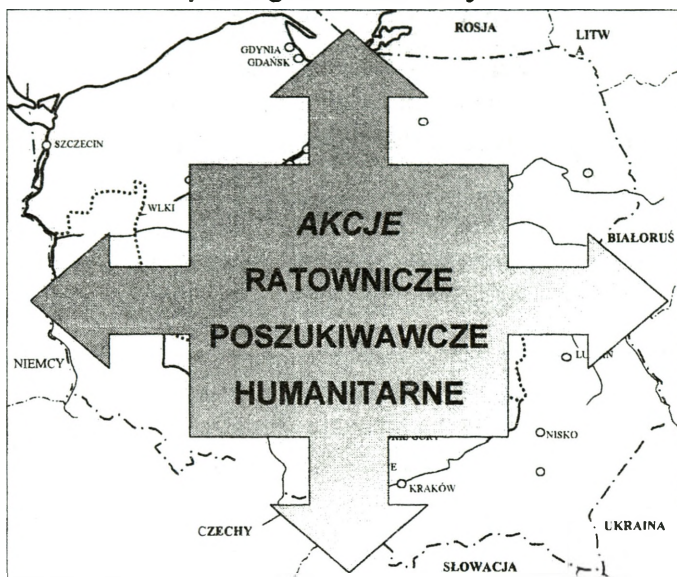 ROSJA
LITW
A
GDYNIA
GDAŃSK
SZCZECIN
WLKI
BIAŁORUŚ
AKCJE
RATOWNICZE
POSZUKIWAWCZE
HUMANITARNE
NIEMCY
NISKO
E
KRAKÓW
CZECHY
UKRAINA
SŁOWACJA